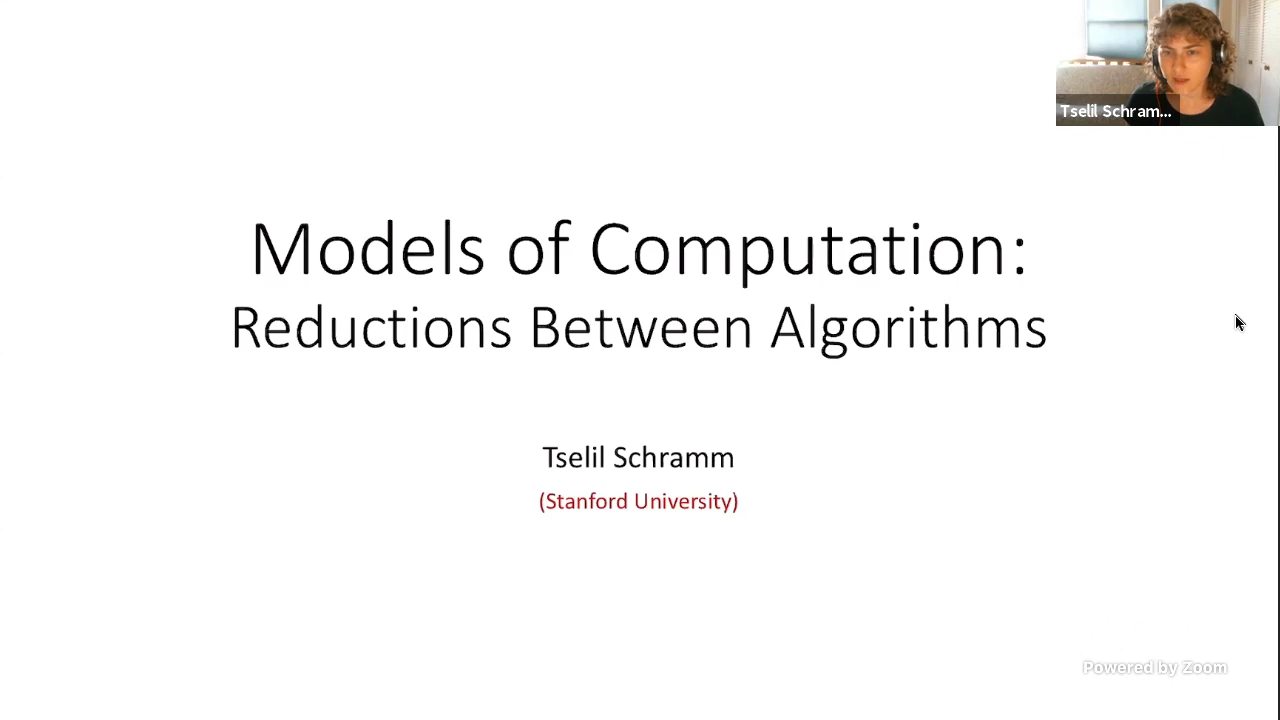 Tselil Schram...
Models of Computation:
Reductions Between Algorithms
Tselil Schramm
(Stanford University)
Powered by Zoom